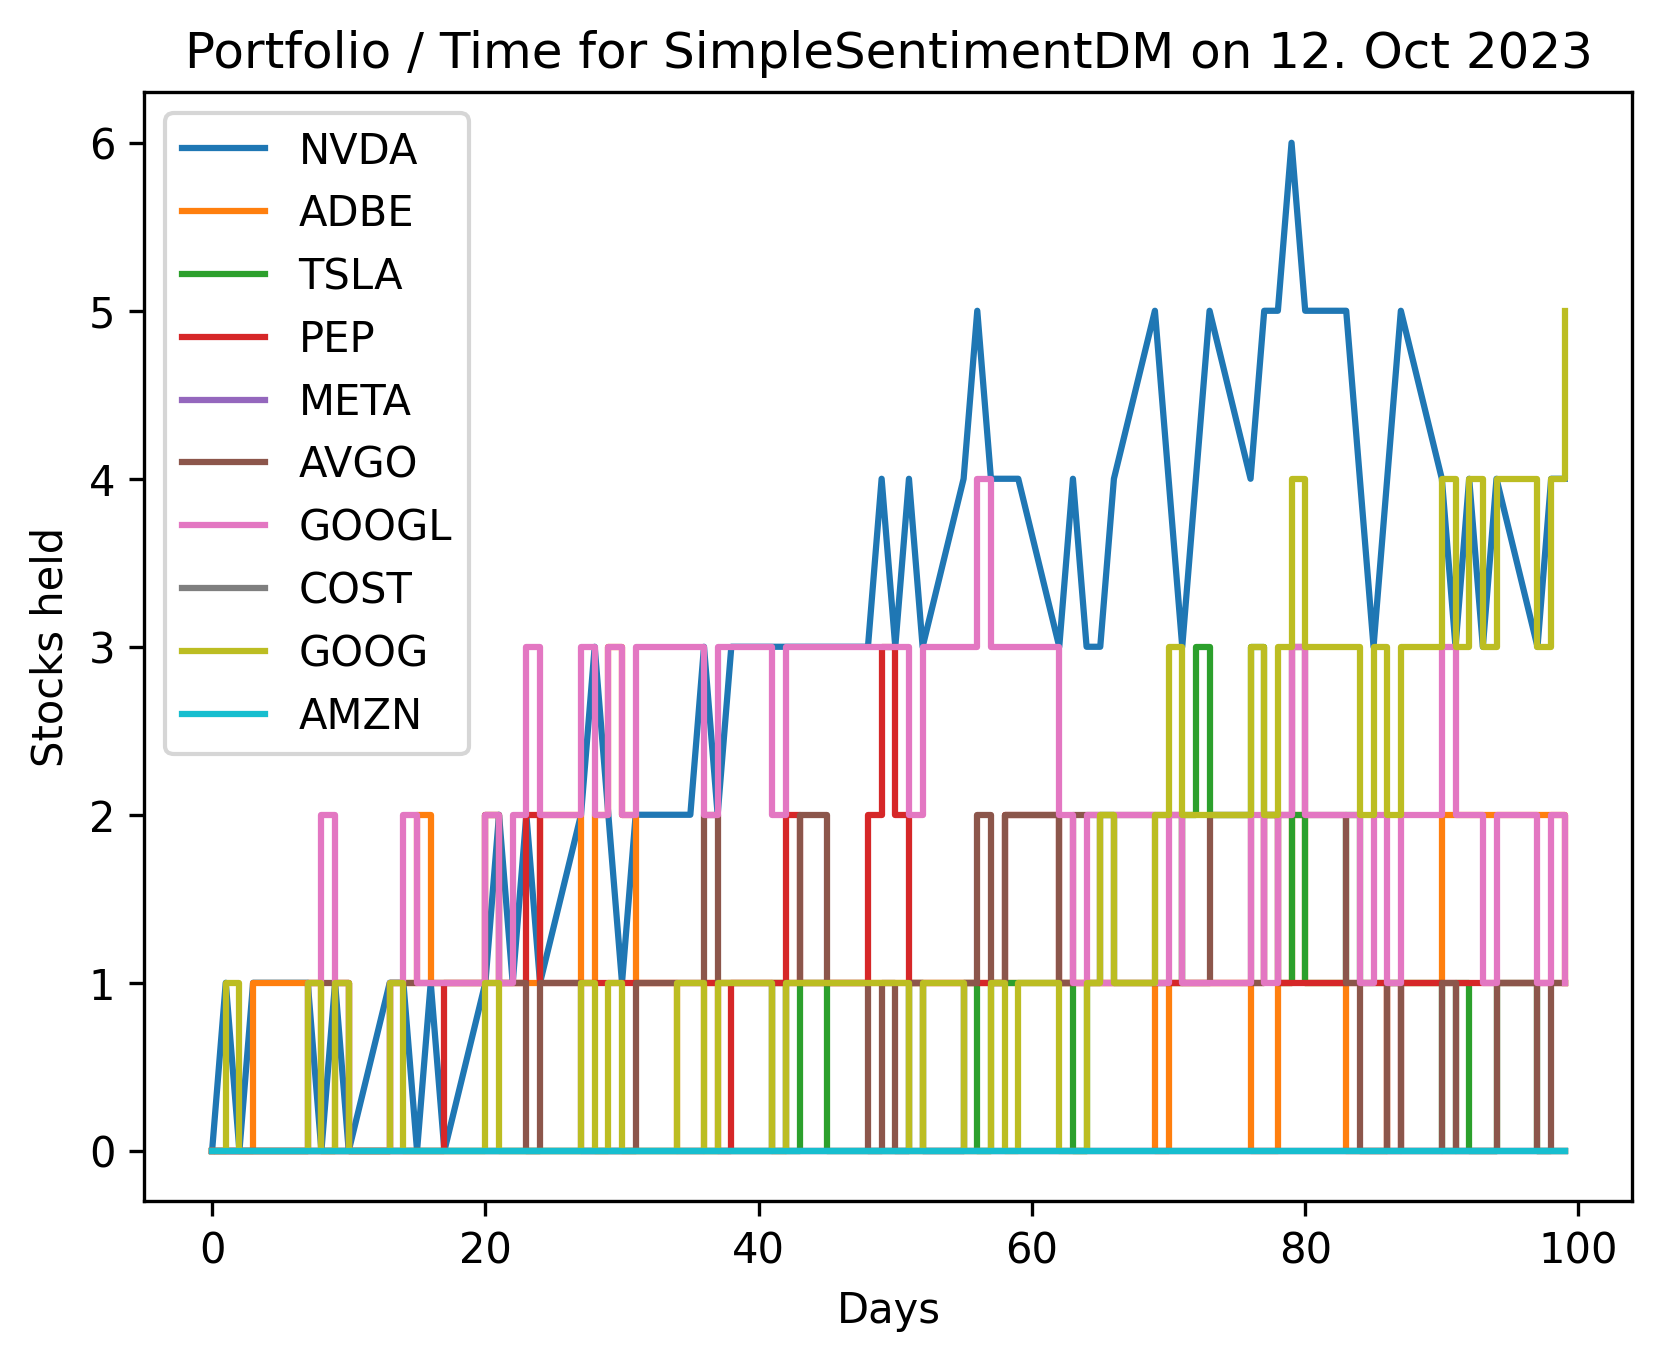 Portfolio / Time for SimpleSentimentDM on 12. Oct 2023
NVDA
ADBE
TSLA
PEP
META
AVGO
GOOGL
COST
GOOG
AMZN
6
5
4
3
2
1
0
Stocks held
0 20 40 60 80 100
Days